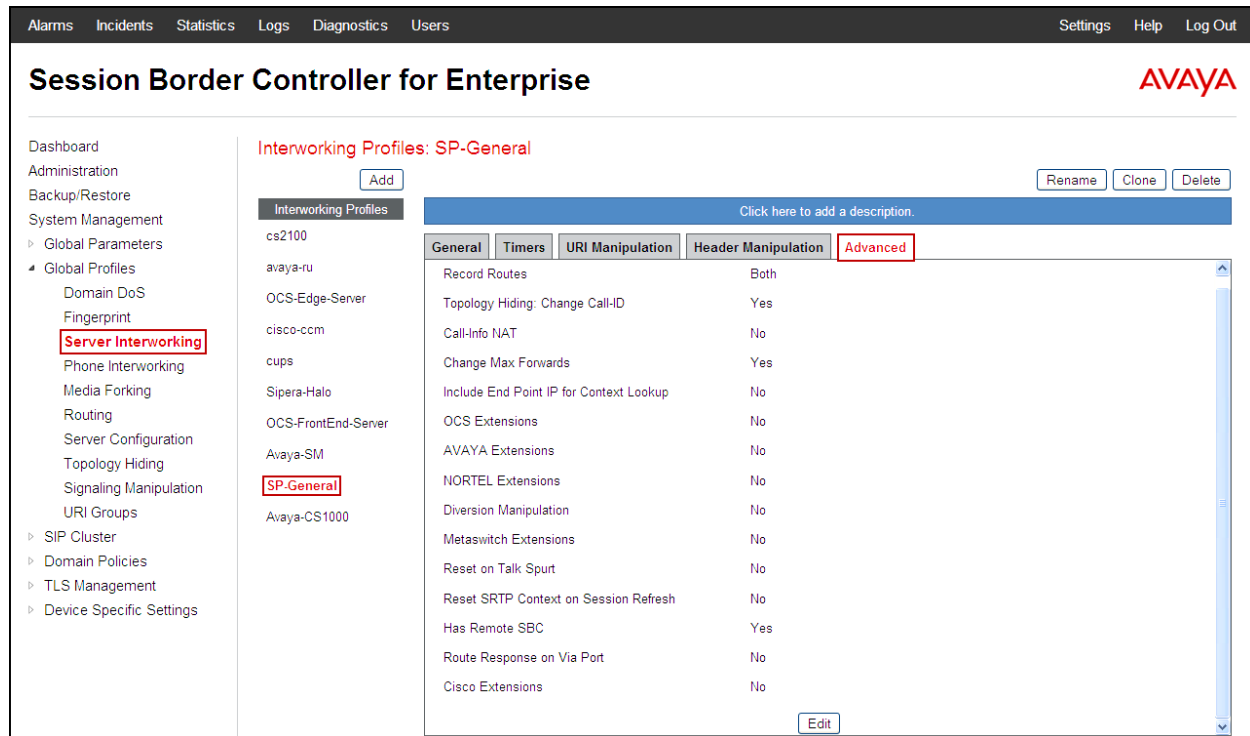 Alarms Incidents Statistics Logs Diagnostics Users Settings Help Log Out
Session Border Controller for Enterprise
AVAYA
Dashboard
Administration
Backup/Restore
System Management
Global Parameters
Global Profiles
Domain DoS
Fingerprint
Server Interworking
Phone Interworking
Media Forking
Routing
Server Configuration
Topology Hiding
Signaling Manipulation
URI Groups
SIP Cluster
Domain Policies
TLS Management
Device Specific Settings
Interworking Profiles: SP-General
Add
Rename Clone Delete
Interworking Profiles
cs2100
avaya-ru
OCS-Edge-Server
cisco-ccm
cups
Sipera-Halo
OCS-FrontEnd-Server
Avaya-SM
SP-General
Avaya-CS1000
Click here to add a description.
General Timers URI Manipulation Header Manipulation Advanced
Record Routes Both
Topology Hiding: Change Call-ID Yes
Call-Info NAT No
Change Max Forwards Yes
Include End Point IP for Context Lookup No
OCS Extensions No
AVAYA Extensions No
NORTEL Extensions No
Diversion Manipulation No
Metaswitch Extensions No
Reset on Talk Spurt No
Reset SRTP Context on Session Refresh No
Has Remote SBC Yes
Route Response on Via Port No
Cisco Extensions No
Edit